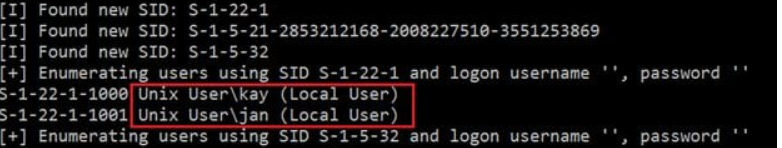 [I] Found new SID: S-1-22-1
[I] Found new SID: S-1-5-21-2853212168-2008227510-3551253869
[I] Found new SID: S-1-5-32
[+] Enumerating users using SID S-1-22-1 and logon username '', password ''
S-1-22-1-1000 Unix User\kay (Local User)
S-1-22-1-1001 Unix User\jan (Local User)
[+] Enumerating users using SID S-1-5-32 and logon username '', password ''